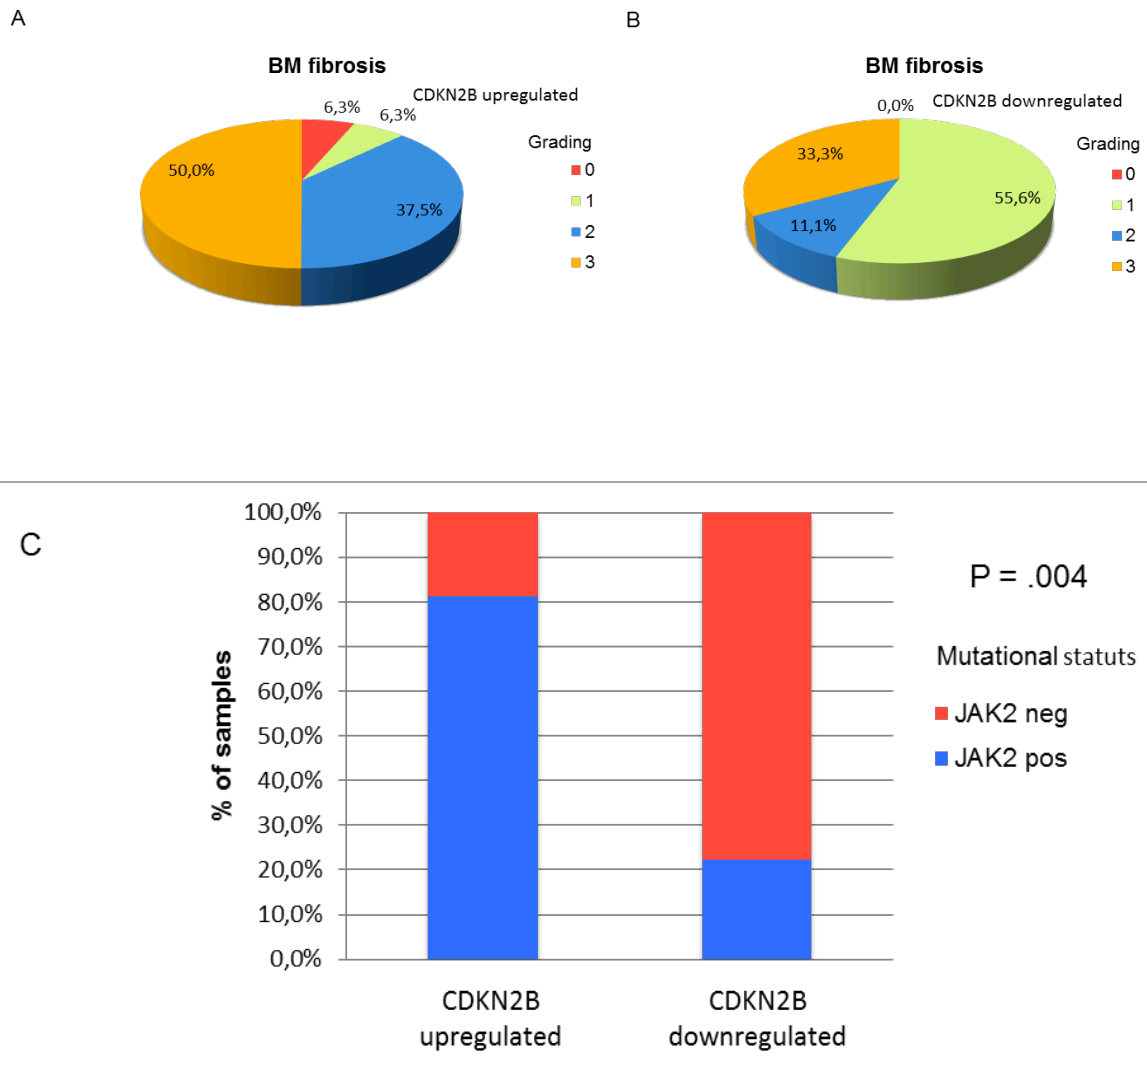 A
BM fibrosis
CDKN2B upregulated
6,3%
6,3%
50,0%
37,5%
Grading
0
1
2
3
B
BM fibrosis
CDKN2B downregulated
0,0%
33,3%
55,6%
11,1%
Grading
0
1
2
3
C
100,0%
90,0%
80,0%
70,0%
60,0%
50,0%
40,0%
30,0%
20,0%
10,0%
0,0%
% of samples
CDKN2B
upregulated
CDKN2B
downregulated
P = .004
Mutational statuts
JAK2 neg
JAK2 pos